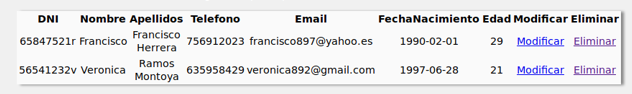 DNI Nombre Apellidos Telefono Email FechaNacimiento Edad Modificar Eliminar
65847521r Francisco Francisco Herrera 756912023 francisco897@yahoo.es 1990-02-01 29 Modificar Eliminar
56541232v Veronica Ramos Montoya 635958429 veronica892@gmail.com 1997-06-28 21 Modificar Eliminar